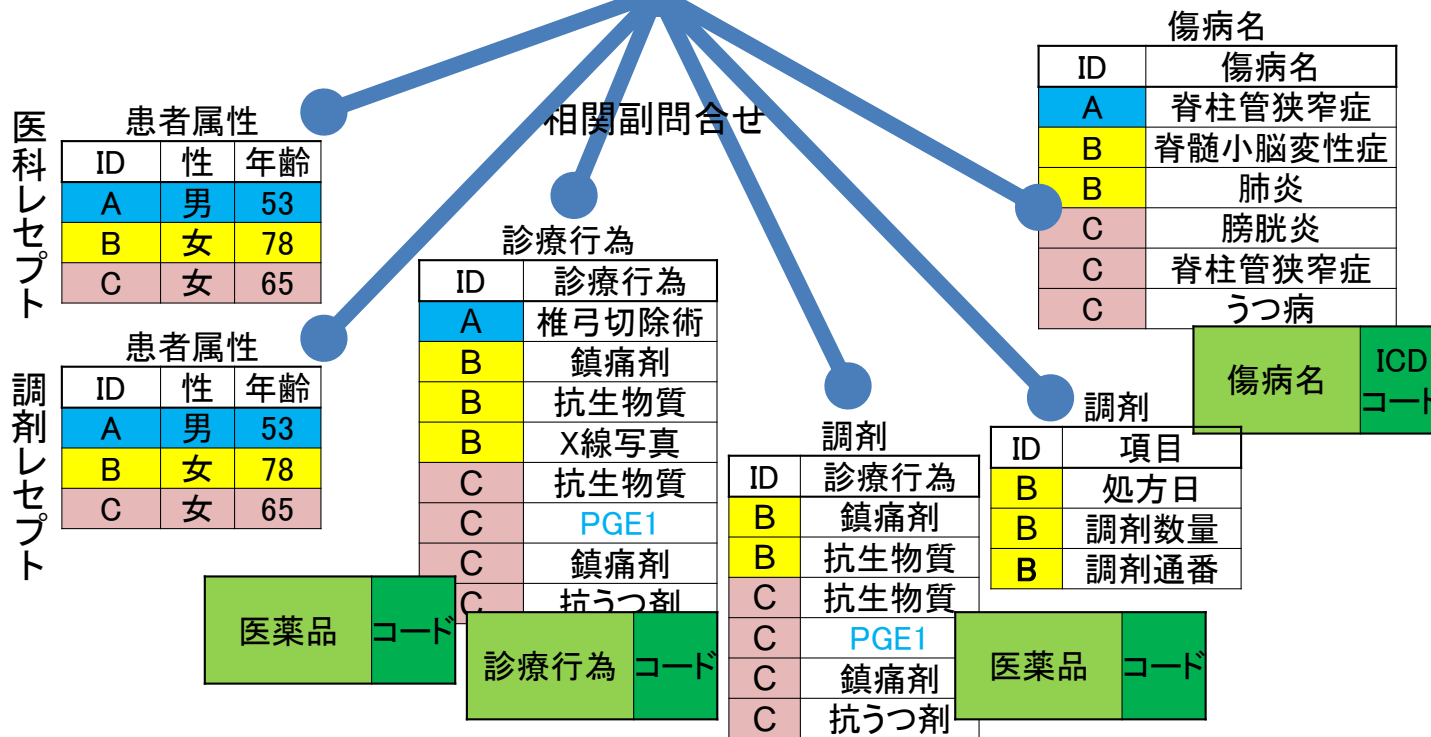 相関副問合せ
医科レセプト
患者属性
ID 性 年齢
A 男 53
B 女 78
C 女 65
調剤レセプト
患者属性
ID 性 年齢
A 男 53
B 女 78
C 女 65
診療行為
ID 診療行為
A 椎弓切除術
B 鎮痛剤
B 抗生物質
B X線写真
C 抗生物質
C PGE1
C 鎮痛剤
C 抗うつ剤
医薬品 コード
診療行為 コード
調剤
ID 診療行為
B 鎮痛剤
B 抗生物質
C 抗生物質
C PGE1
C 鎮痛剤
C 抗うつ剤
調剤
ID 項目
B 処方日
B 調剤数量
B 調剤通番
医薬品 コード
傷病名
ID 傷病名
A 脊柱管狭窄症
B 脊髄小脳変性症
B 肺炎
C 膀胱炎
C 脊柱管狭窄症
C うつ病
傷病名 ICD
コード